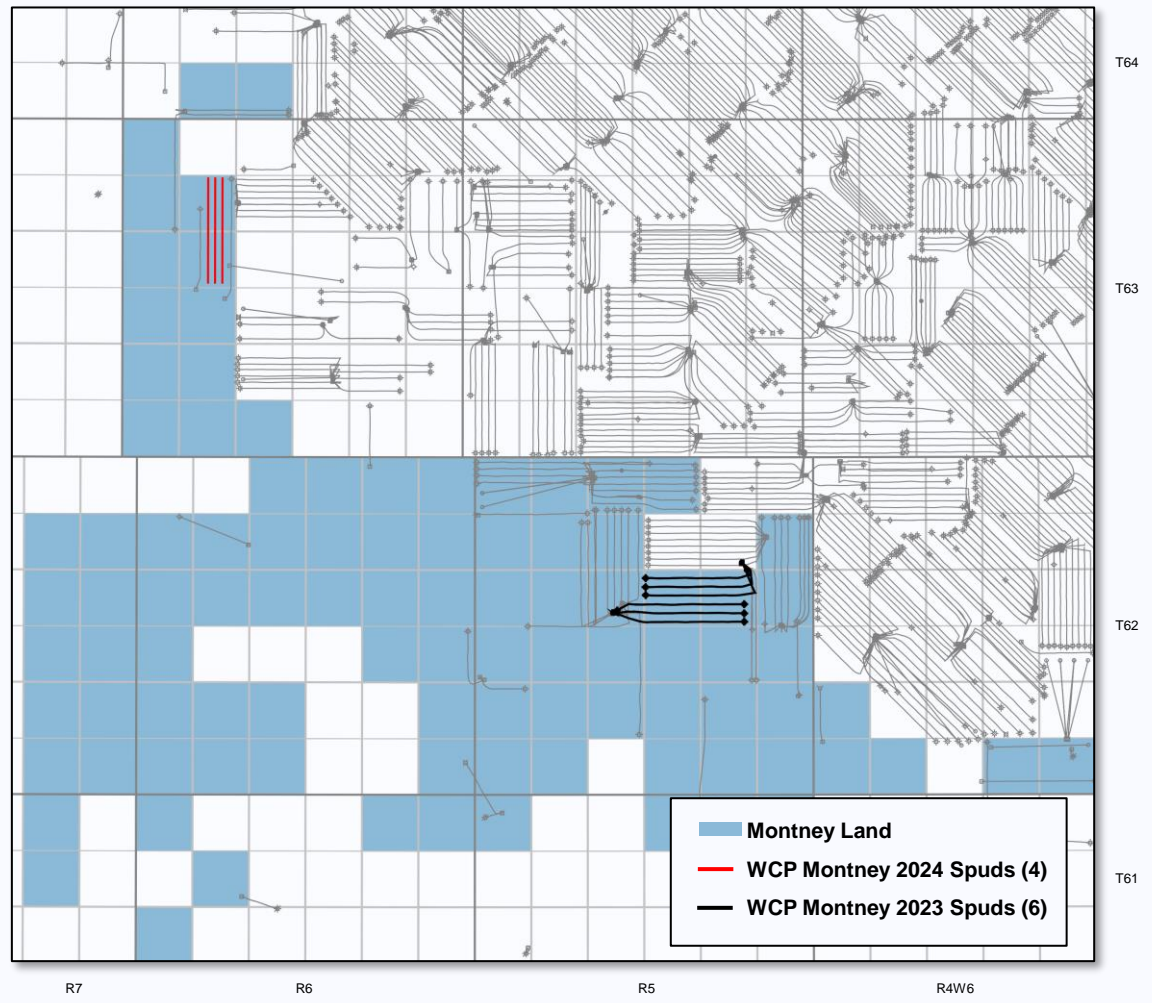 T64
T63
T62
Montney Land
WCP Montney 2024 Spuds (4)
WCP Montney 2023 Spuds (6)
T61
R7 R6 R5 R4W6